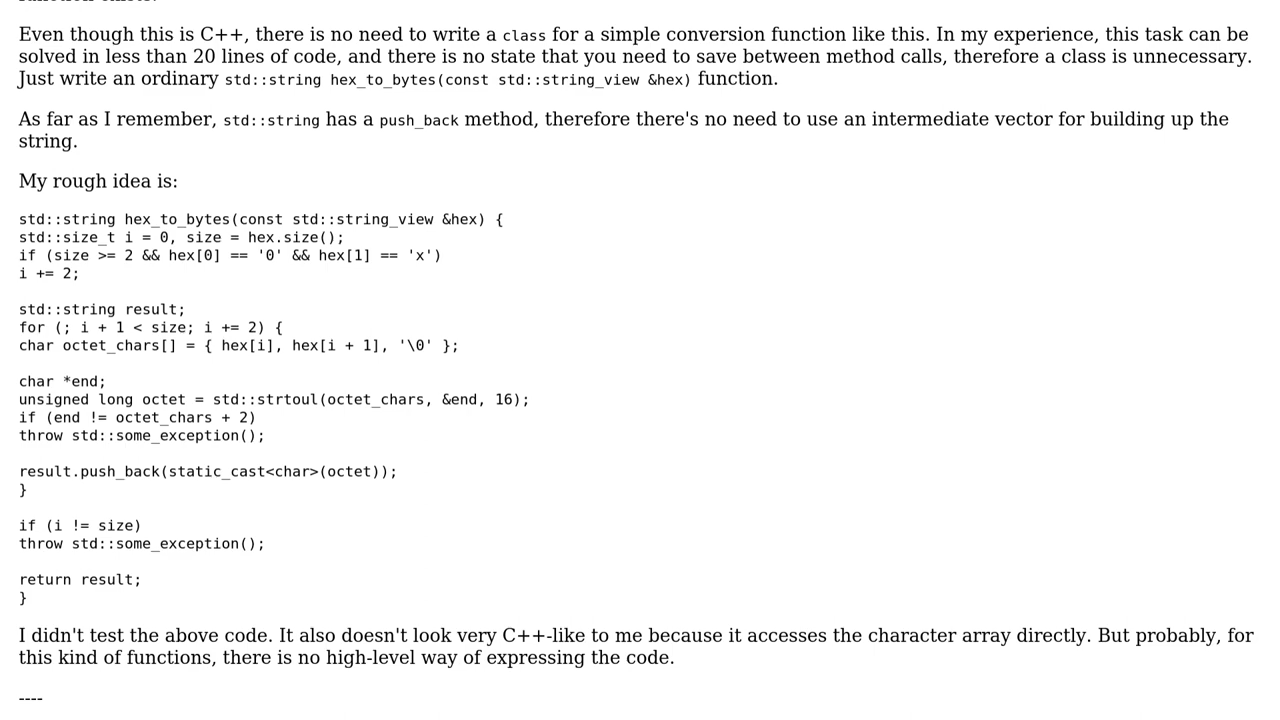 Even though this is C++, there is no need to write a class for a simple conversion function like this. In my experience, this task can be
solved in less than 20 lines of code, and there is no state that you need to save between method calls, therefore a class is unnecessary.
Just write an ordinary std::string hex_to_bytes(const std::string_view &hex) function.
As far as I remember, std::string has a push_back method, therefore there's no need to use an intermediate vector for building up the
string.
My rough idea is:
std::string hex_to_bytes(const std::string_view &hex) {
std::size_t i = 0, size = hex.size();
if (size >= 2 && hex[0] == '0' && hex[1] == 'x')
i += 2;
std::string result;
for (; i + 1 < size; i += 2) {
char octet_chars[] = { hex[i], hex[i + 1], '\0' };
char *end;
unsigned long octet = std::strtoul(octet_chars, &end, 16);
if (end != octet_chars + 2)
throw std::some_exception();
result.push_back(static_cast<char>(octet));
}
if (i != size)
throw std::some_exception();
return result;
}
I didn't test the above code. It also doesn't look very C++-like to me because it accesses the character array directly. But probably, for
this kind of functions, there is no high-level way of expressing the code.
----